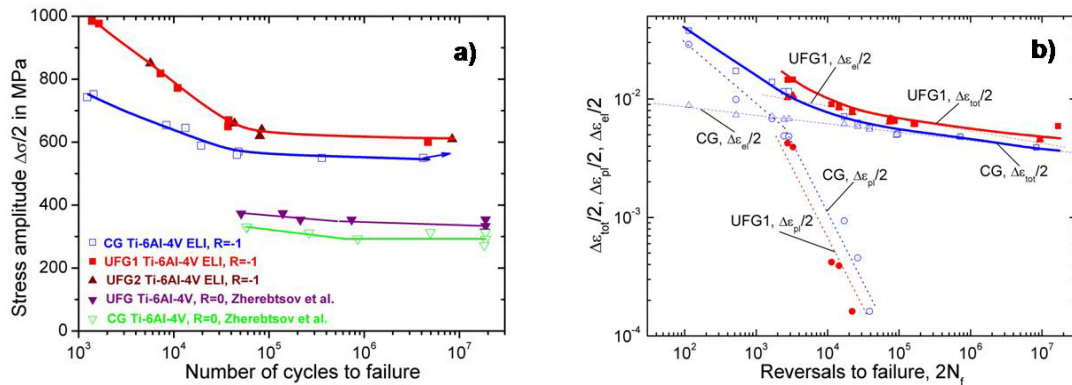 a)
Stress amplitude Δσ/2 in MPa
1000
800
600
400
200
0
CG Ti-6Al-4V ELI, R=-1
UFG1 Ti-6Al-4V ELI, R=-1
UFG2 Ti-6Al-4V ELI, R=-1
UFG Ti-6Al-4V, R=0, Zherebtsov et al.
CG Ti-6Al-4V, R=0, Zherebtsov et al.
10³
10⁴
10⁵
10⁶
10⁷
Number of cycles to failure
b)
Δε_tot/2, Δε_pl/2, Δε_el/2
10⁻²
10⁻³
10⁻⁴
UFG1, Δε_el/2
UFG1, Δε_tot/2
CG, Δε_el/2
CG, Δε_tot/2
CG, Δε_pl/2
UFG1, Δε_pl/2
10²
10³
10⁴
10⁵
10⁶
10⁷
Reversals to failure, 2N_f